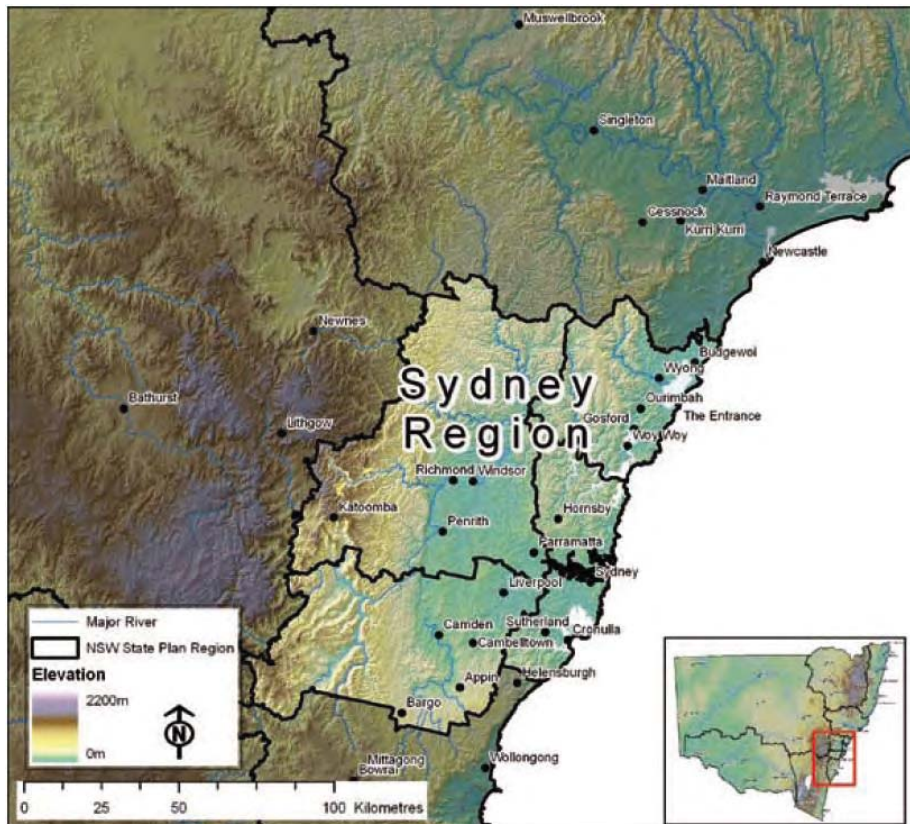 Muswellbrook
Singleton
Maitland
Raymond Terrace
Cessnock
Kurri Kurri
Newcastle
Newnes
Budgewoi
Wyong
Bathurst
Ourimbah
Sydney
Region
The Entrance
Gosford
Lithgow
Woy Woy
Richmond Windsor
Katoomba
Hornsby
Penrith
Parramatta
Sydney
Liverpool
Major River
Camden
Sutherland
Cronulla
NSW State Plan Region
Cambelltown
Elevation
Helensburgh
2200m
Appin
N
Bargo
0m
Mittagong
Wollongong
Bowral
0 25 50 100 Kilometres